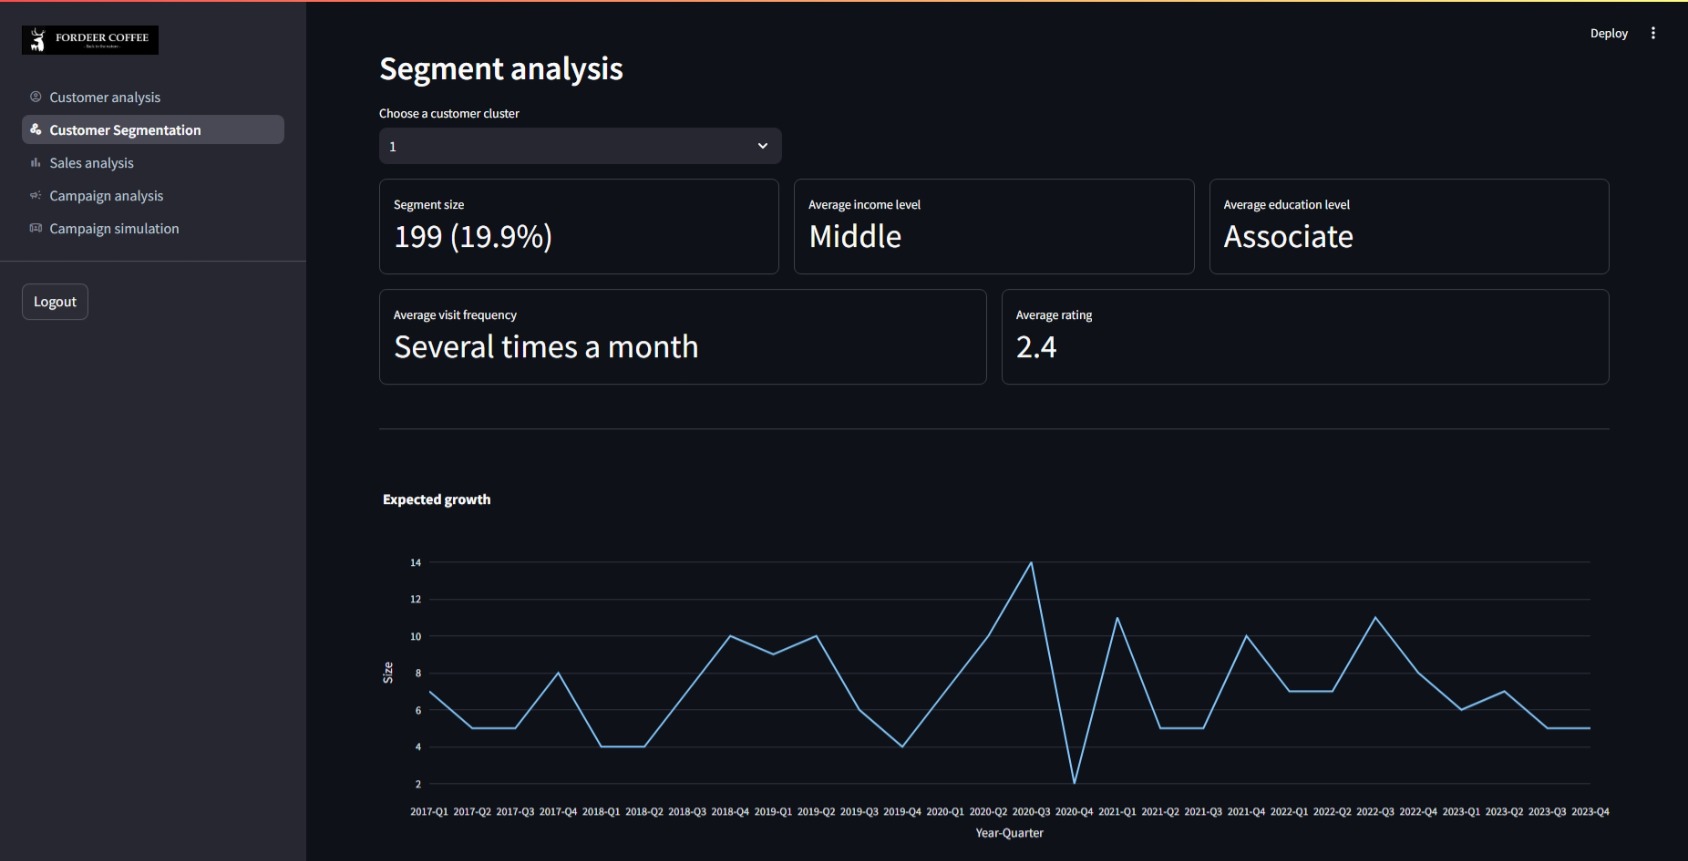 FORDEER COFFEE
Back to the nature
Customer analysis
Customer Segmentation
Sales analysis
Campaign analysis
Campaign simulation
Logout
Deploy
Segment analysis
Choose a customer cluster
1
Segment size
199 (19.9%)
Average income level
Middle
Average education level
Associate
Average visit frequency
Several times a month
Average rating
2.4
Expected growth
14
12
10
8
6
4
2
Size
2017-Q1 2017-Q2 2017-Q3 2017-Q4 2018-Q1 2018-Q2 2018-Q3 2018-Q4 2019-Q1 2019-Q2 2019-Q3 2019-Q4 2020-Q1 2020-Q2 2020-Q3 2020-Q4 2021-Q1 2021-Q2 2021-Q3 2021-Q4 2022-Q1 2022-Q2 2022-Q3 2022-Q4 2023-Q1 2023-Q2 2023-Q3 2023-Q4
Year-Quarter